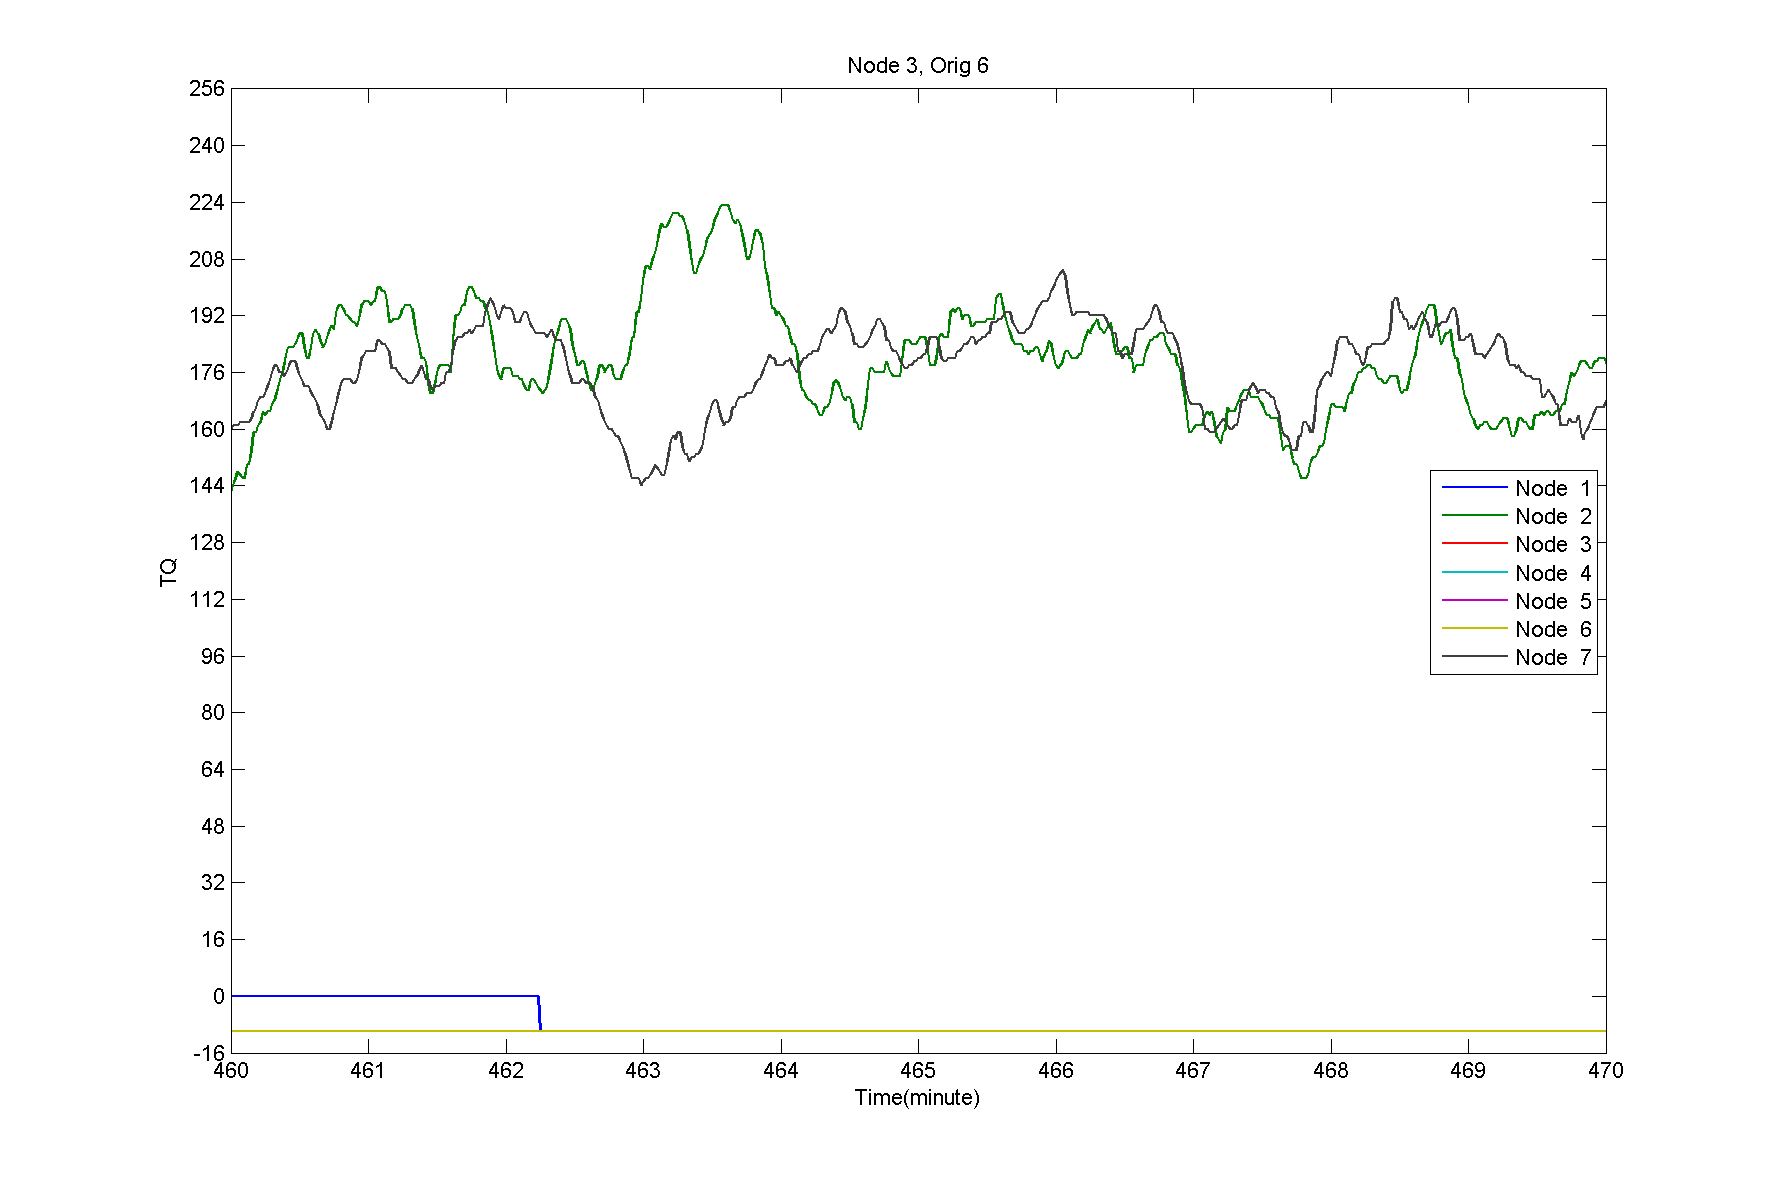 Node 3, Orig 6
256
240
224
208
192
176
160
144
128
112
96
80
64
48
32
16
0
-16
TQ
Node 1
Node 2
Node 3
Node 4
Node 5
Node 6
Node 7
460 461 462 463 464 465 466 467 468 469 470
Time(minute)